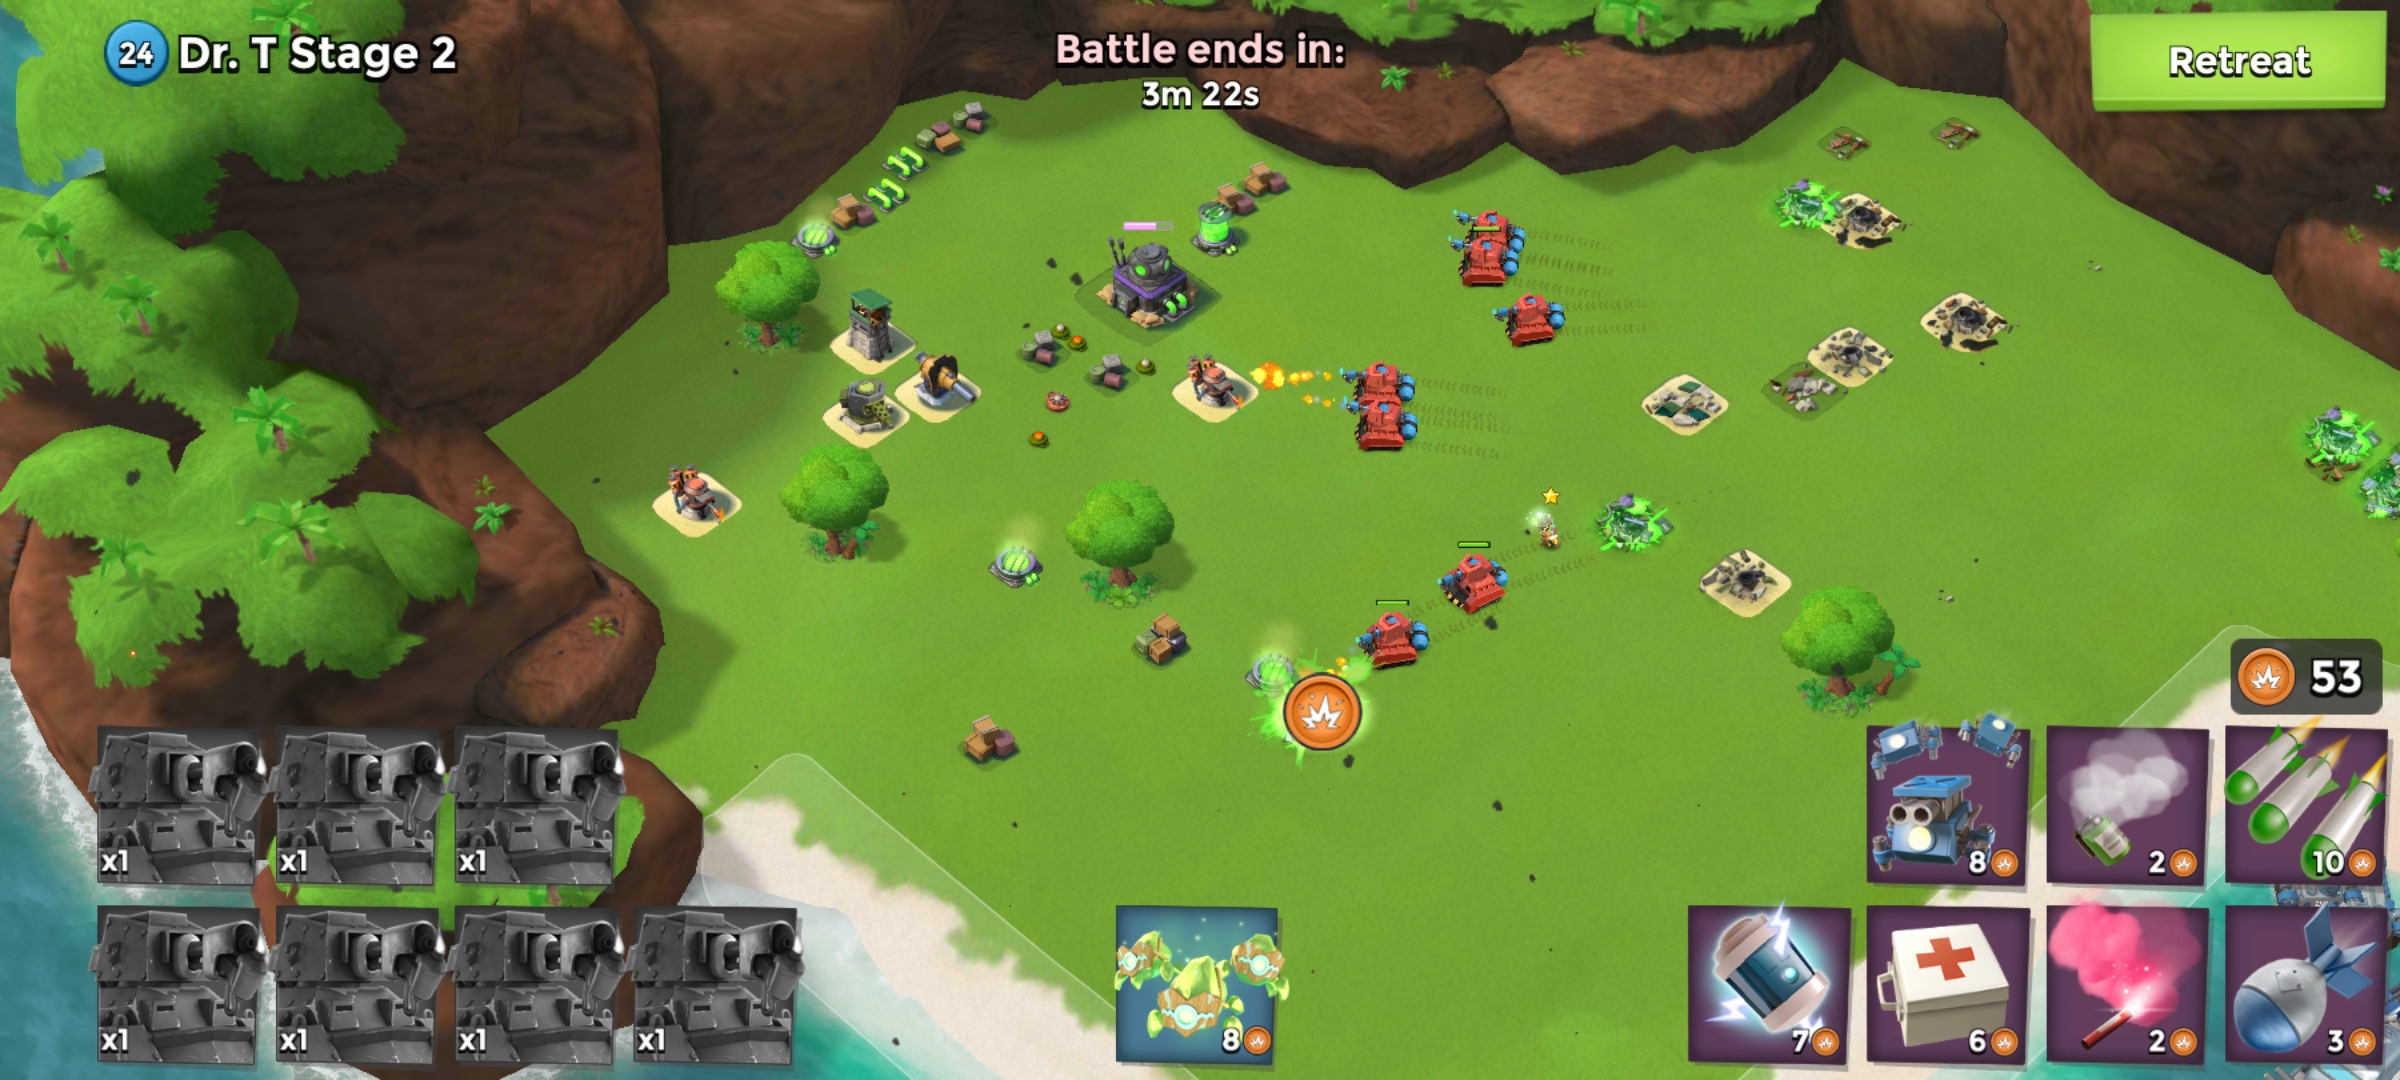 24 Dr. T Stage 2
Battle ends in:
3m 22s
Retreat
53
x1
x1
x1
8
2
10
x1
x1
x1
x1
8
7
6
2
3